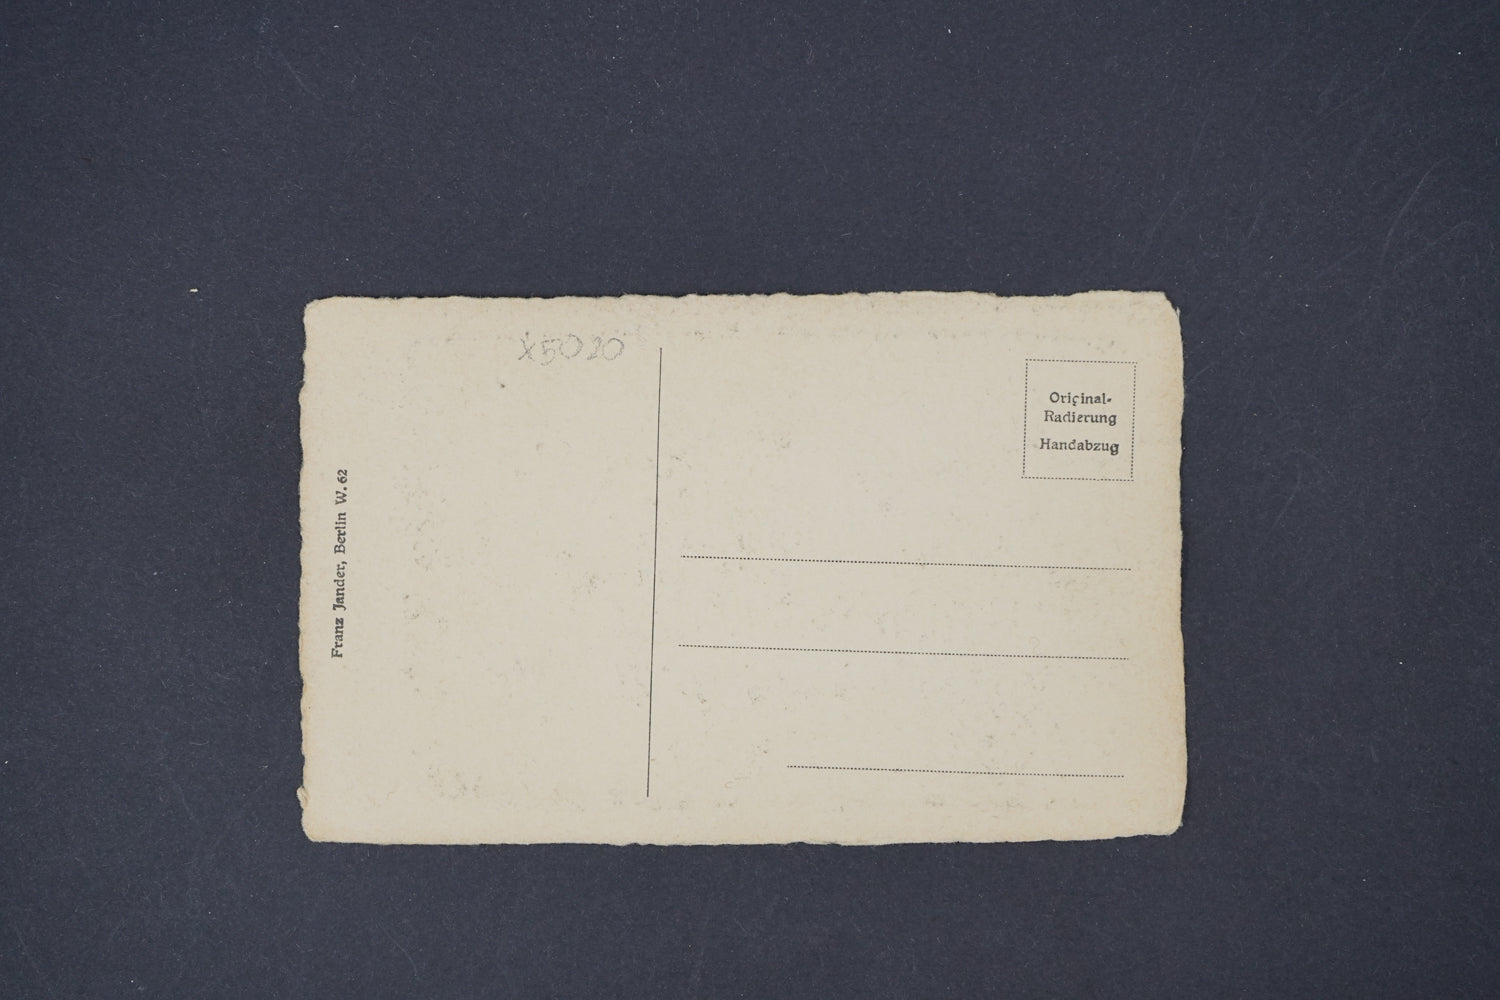 X5020
Original-
Radierung
Handabzug
Franz Jander, Berlin W. 62